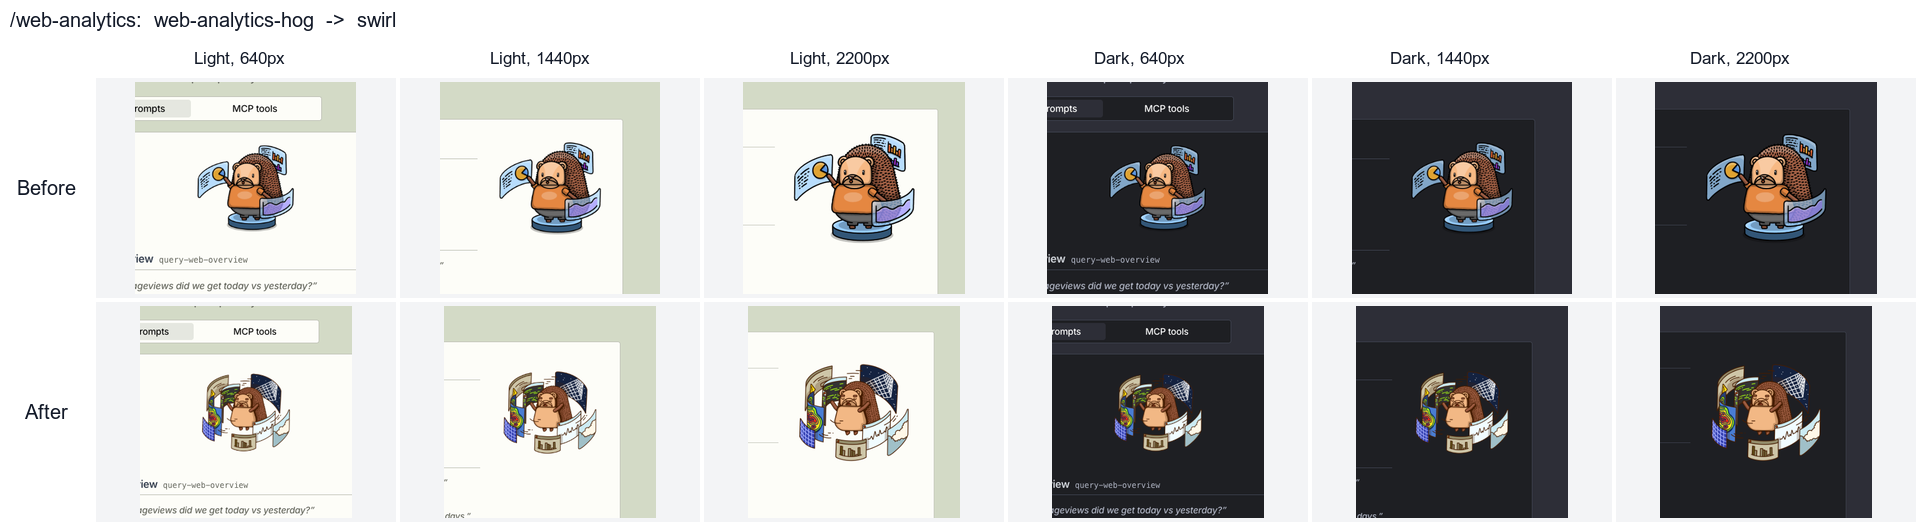 /web-analytics: web-analytics-hog -> swirl
Light, 640px Light, 1440px Light, 2200px Dark, 640px Dark, 1440px Dark, 2200px
Before
rompts MCP tools
iew query-web-overview
ageviews did we get today vs yesterday?"
"
rompts MCP tools
iew query-web-overview
ageviews did we get today vs yesterday?"
"
After
rompts MCP tools
iew query-web-overview
ageviews did we get today vs yesterday?"
"
days."
rompts MCP tools
iew query-web-overview
ageviews did we get today vs yesterday?"
"
days."